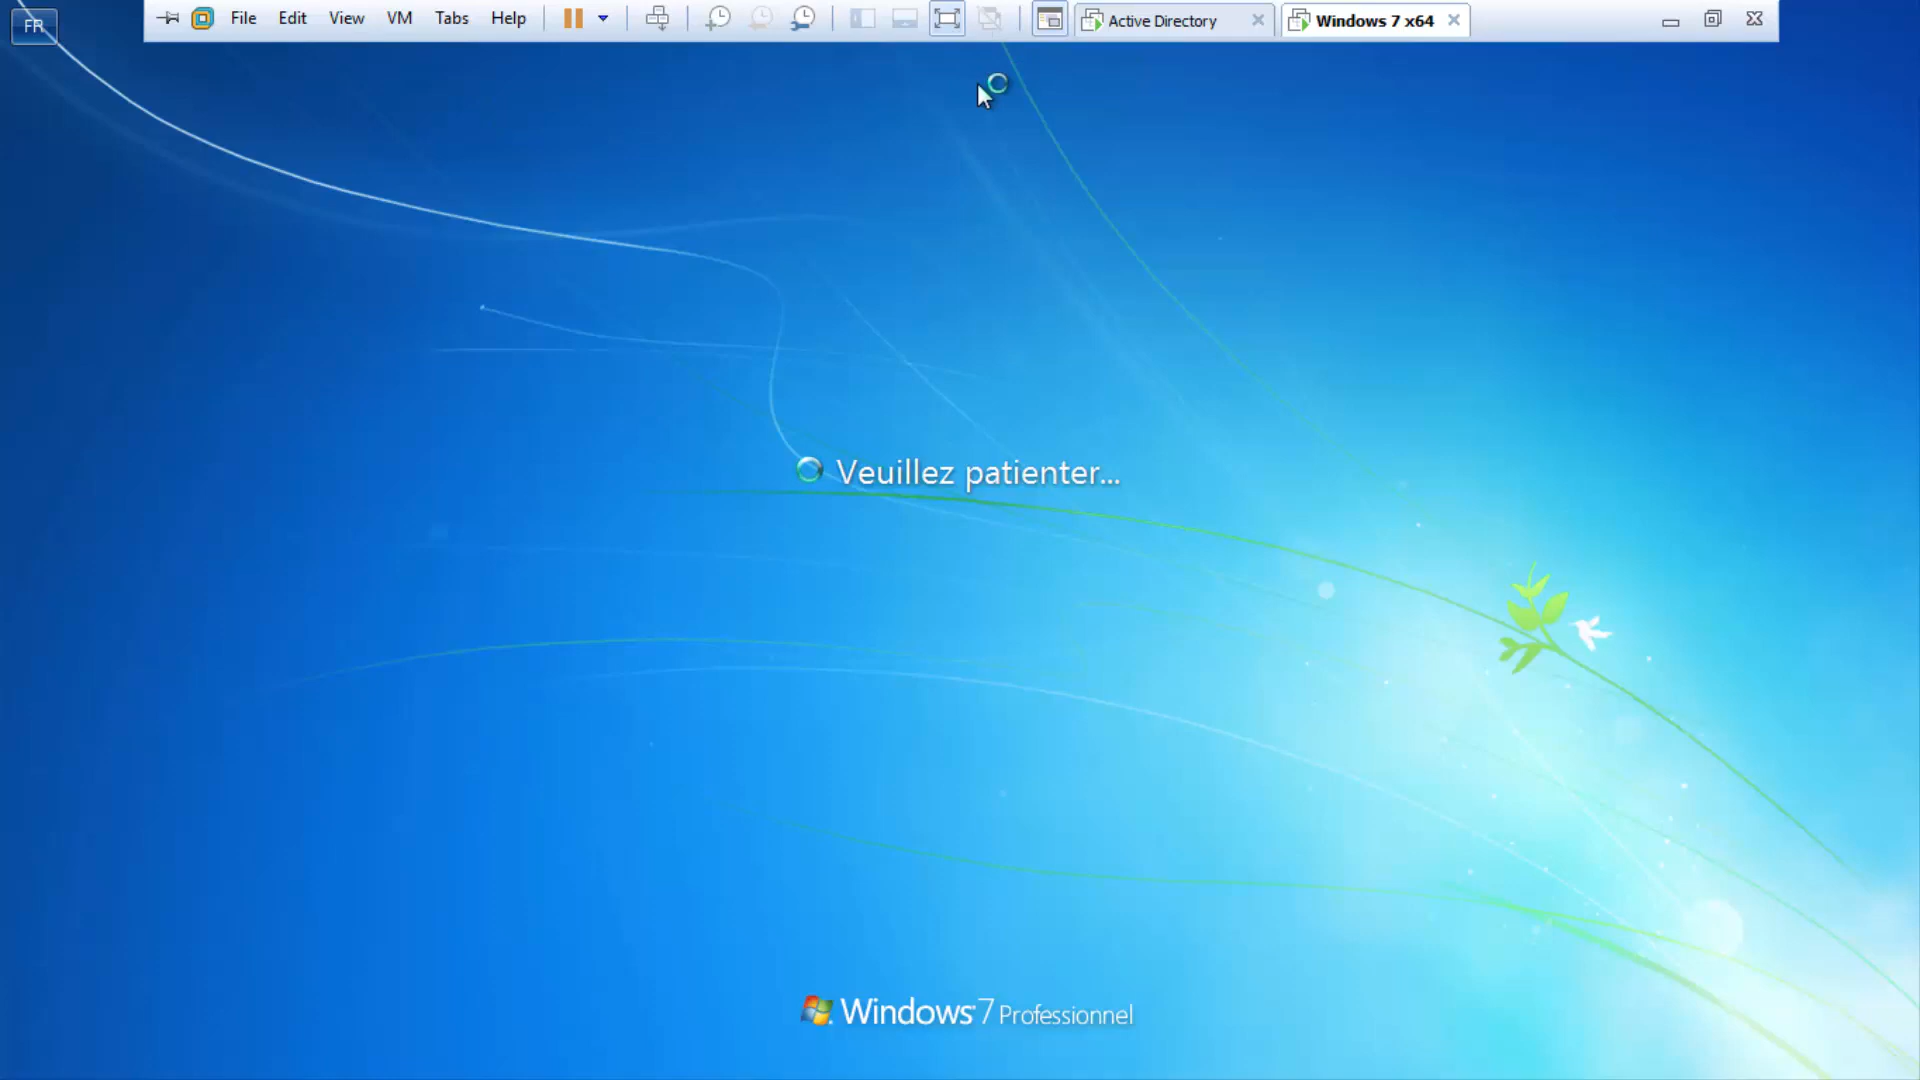 FR
File Edit View VM Tabs Help
Active Directory
Windows 7 x64
Veuillez patienter...
Windows 7 Professionnel